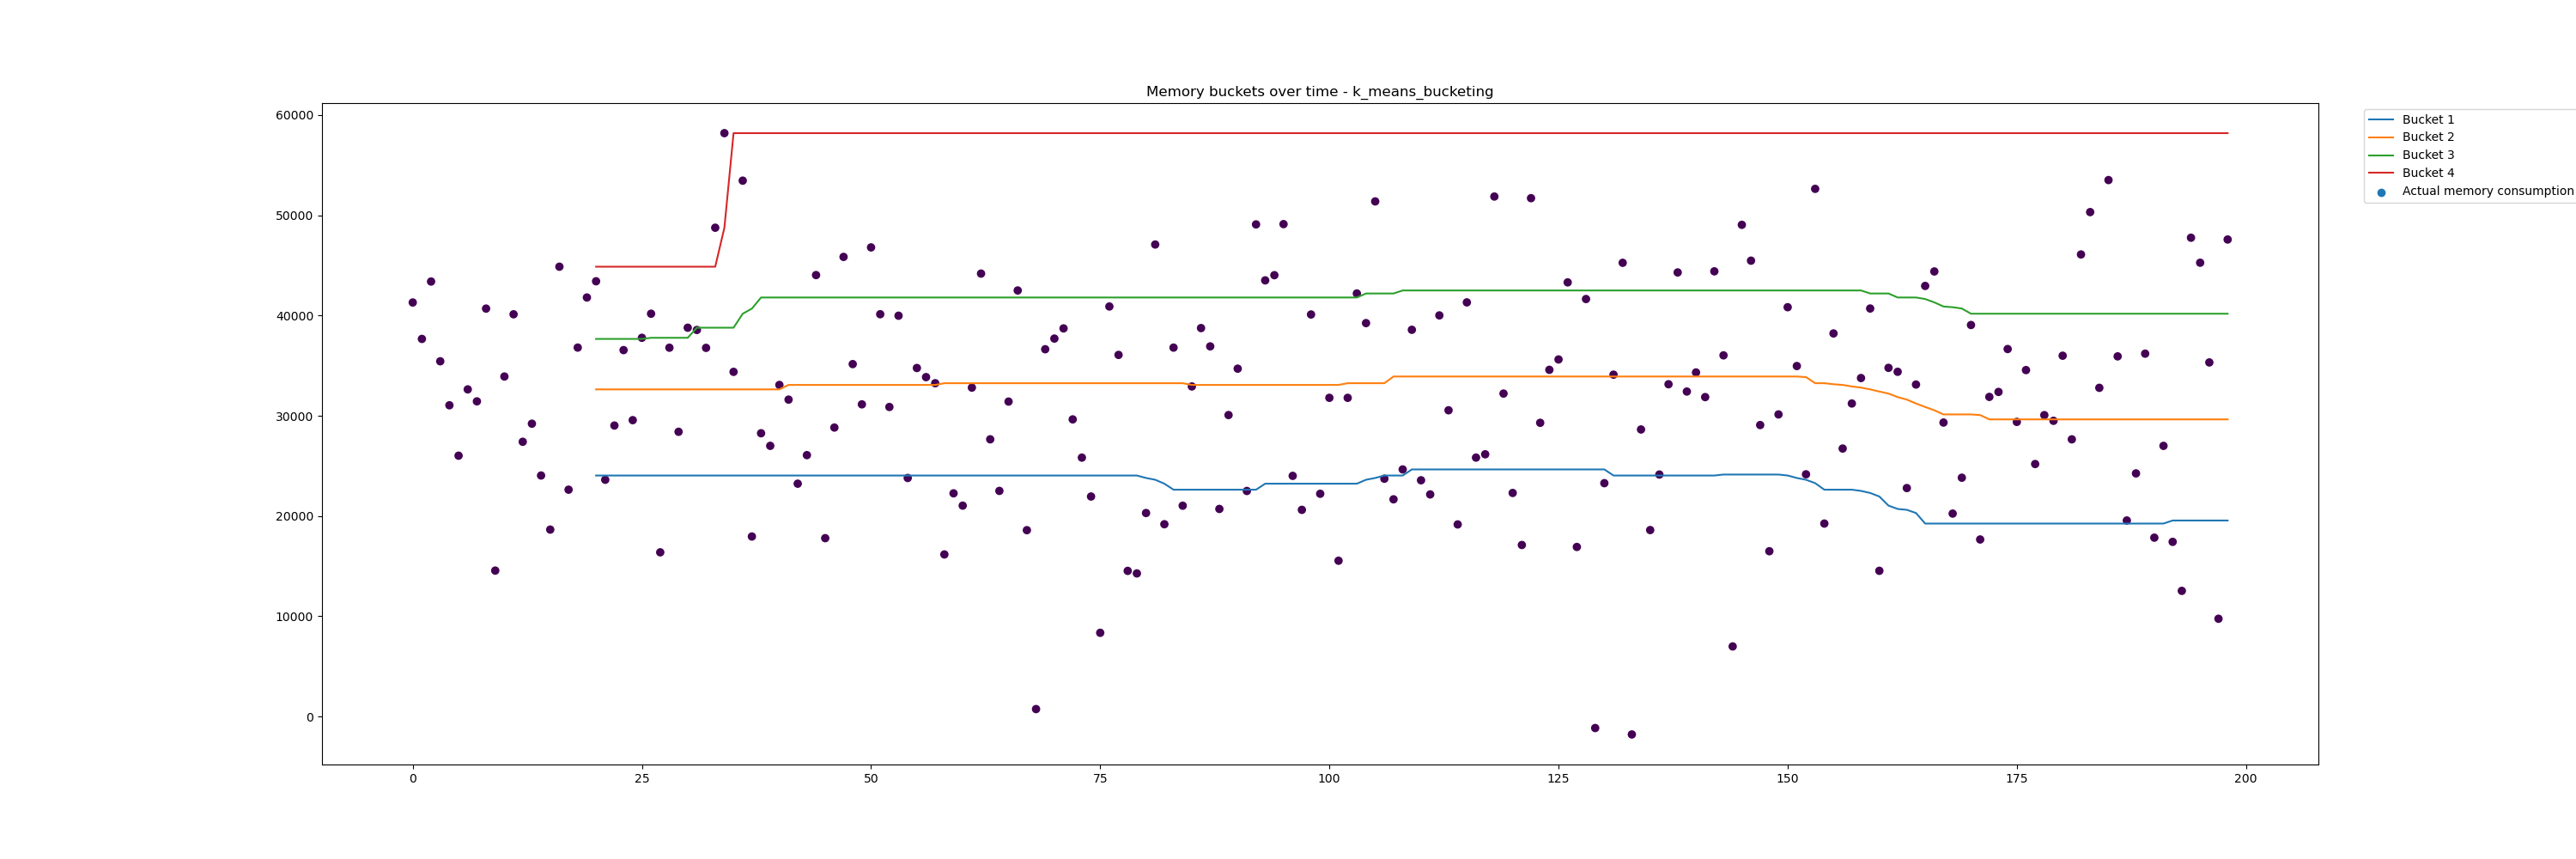 Memory buckets over time - k_means_bucketing
60000
50000
40000
30000
20000
10000
0
0 25 50 75 100 125 150 175 200
Bucket 1
Bucket 2
Bucket 3
Bucket 4
Actual memory consumption